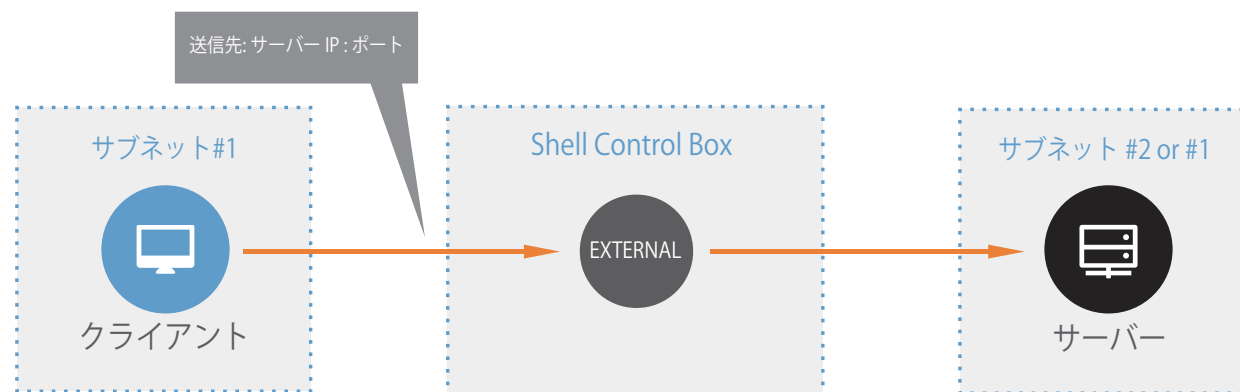 送信先: サーバー IP : ポート
サブネット#1
クライアント
Shell Control Box
EXTERNAL
サブネット #2 or #1
サーバー